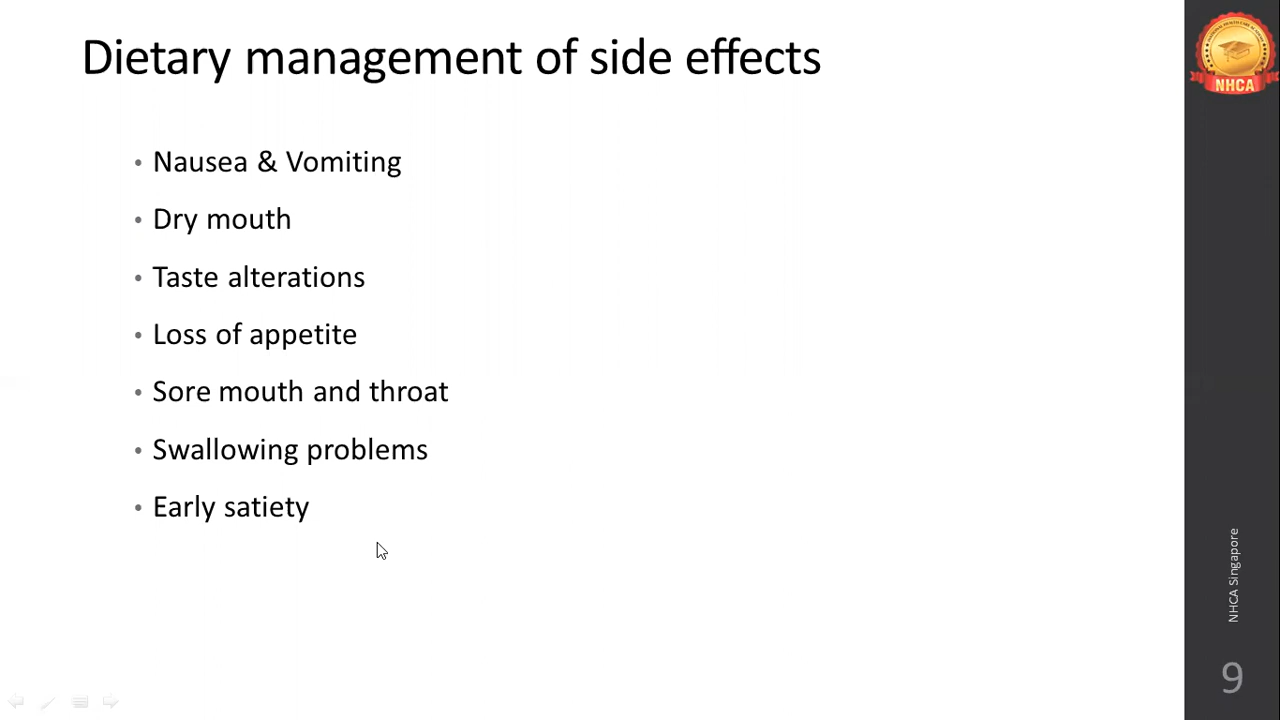 Dietary management of side effects
• Nausea & Vomiting
• Dry mouth
• Taste alterations
• Loss of appetite
• Sore mouth and throat
• Swallowing problems
• Early satiety
NHCA
NHCA Singapore
9